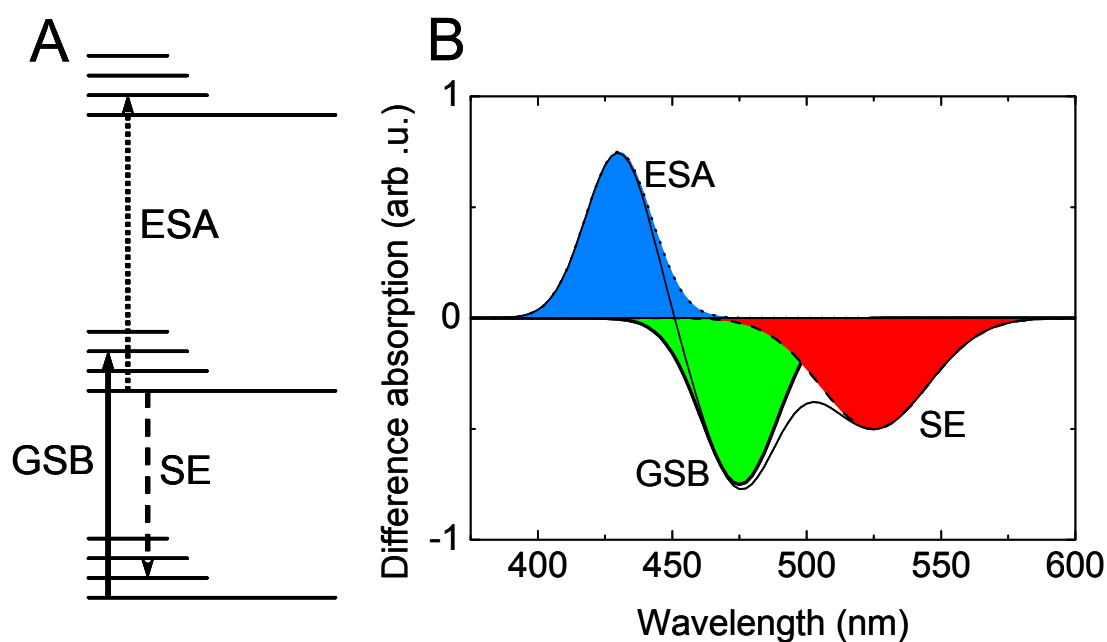 A
ESA
GSB
SE
B
Difference absorption (arb .u.)
1
0
-1
ESA
GSB
SE
400
450
500
550
600
Wavelength (nm)